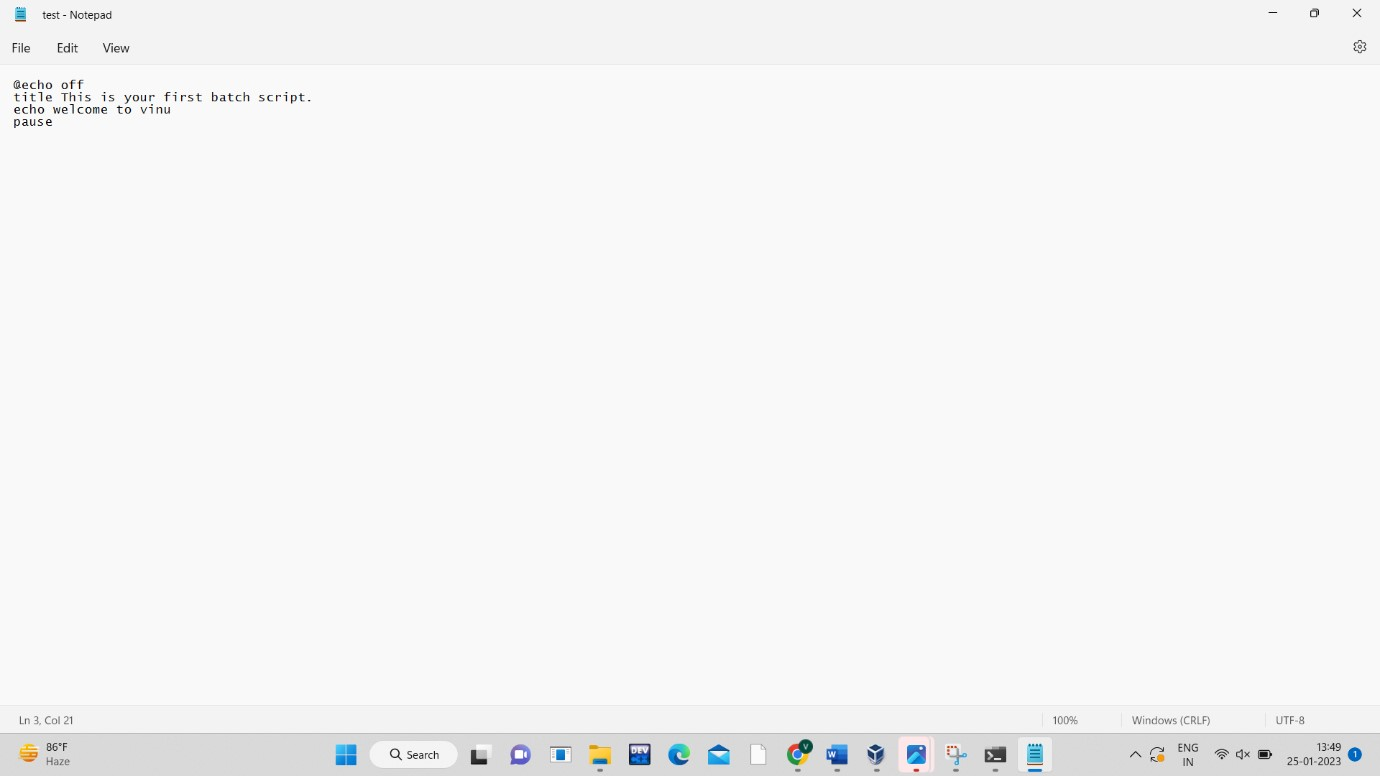 test - Notepad
File Edit View
@echo off
title This is your first batch script.
echo welcome to vinu
pause
Ln 3, Col 21 100% Windows (CRLF) UTF-8
86°F
Haze
Search
DEV
V
W
ENG
IN
13:49
25-01-2023
1